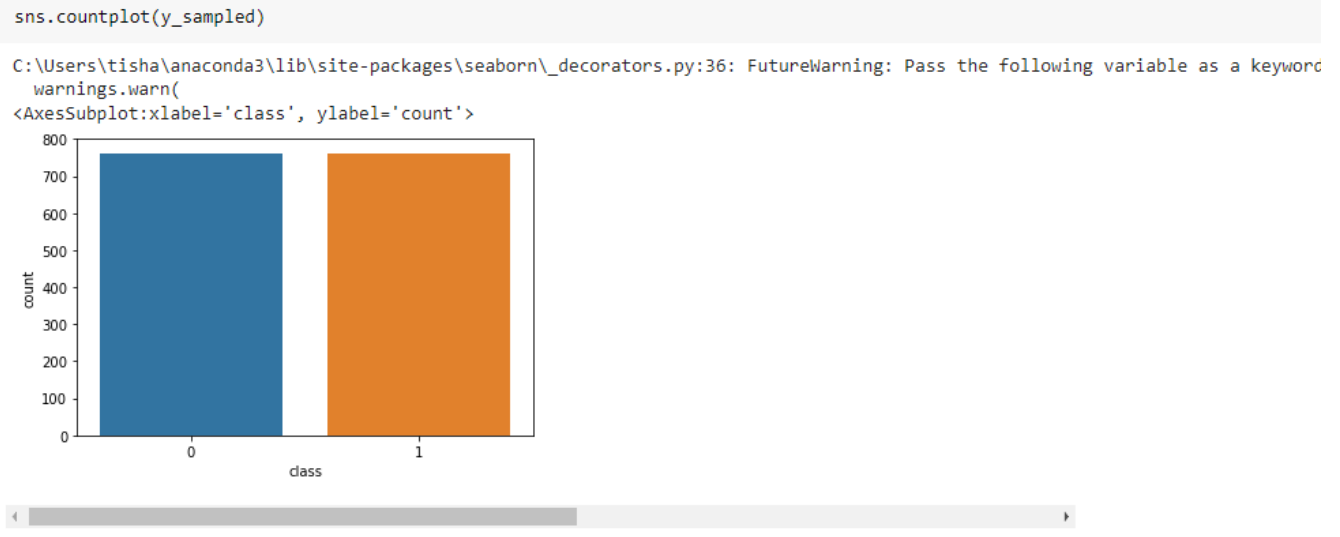 sns.countplot(y_sampled)
C:\Users\tisha\anaconda3\lib\site-packages\seaborn\_decorators.py:36: FutureWarning: Pass the following variable as a keyword
warnings.warn(
<AxesSubplot:xlabel='class', ylabel='count'>
800
700
600
500
400
300
200
100
0
count
0 1
class